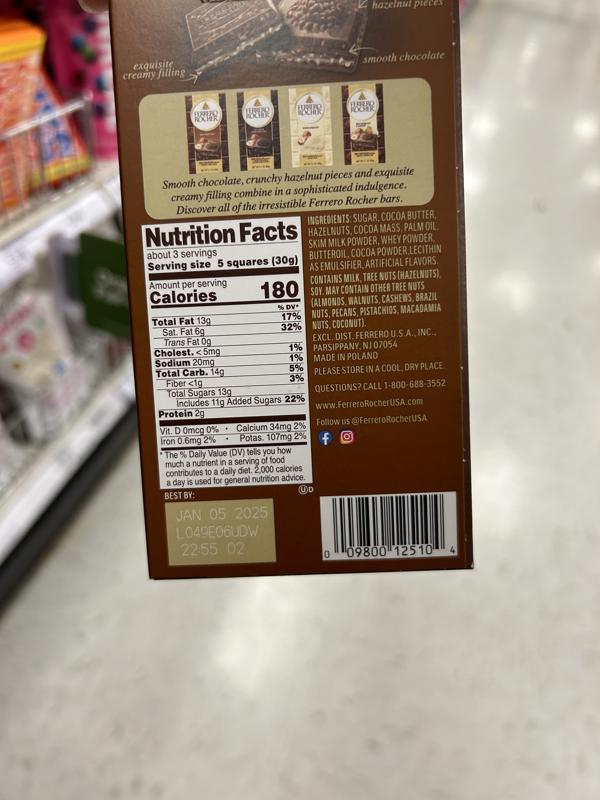 hazelnut pieces
exquisite
creamy filling
smooth chocolate
FERRERO
ROCHER
FERRERO
ROCHER
FERRERO
ROCHER
FERRERO
ROCHER
Smooth chocolate, crunchy hazelnut pieces and exquisite
creamy filling combine in a sophisticated indulgence.
Discover all of the irresistible Ferrero Rocher bars.
Nutrition Facts
about 3 servings
Serving size 5 squares (30g)
Amount per serving
Calories 180
% DV*
Total Fat 13g 17%
Sat. Fat 6g 32%
Trans Fat 0g
Cholest. < 5mg 1%
Sodium 20mg 1%
Total Carb. 14g 5%
Fiber <1g 3%
Total Sugars 13g
Includes 11g Added Sugars 22%
Protein 2g
Vit. D 0mcg 0% • Calcium 34mg 2%
Iron 0.6mg 2% • Potas. 107mg 2%
* The % Daily Value (DV) tells you how
much a nutrient in a serving of food
contributes to a daily diet. 2,000 calories
a day is used for general nutrition advice.
INGREDIENTS: SUGAR, COCOA BUTTER,
HAZELNUTS, COCOA MASS, PALM OIL,
SKIM MILK POWDER, WHEY POWDER,
BUTTEROIL, COCOA POWDER, LECITHIN
AS EMULSIFIER, ARTIFICIAL FLAVORS.
CONTAINS MILK, TREE NUTS (HAZELNUTS),
SOY. MAY CONTAIN OTHER TREE NUTS
(ALMONDS, WALNUTS, CASHEWS, BRAZIL
NUTS, PECANS, PISTACHIOS, MACADAMIA
NUTS, COCONUT).
EXCL. DIST. FERRERO U.S.A., INC.,
PARSIPPANY, NJ 07054
MADE IN POLAND
PLEASE STORE IN A COOL, DRY PLACE.
QUESTIONS? CALL 1-800-688-3552
www.FerreroRocherUSA.com
Follow us @FerreroRocherUSA
U D
BEST BY:
JAN 05 2025
L049E06UDW
22:55 02
0 09800 12510 4